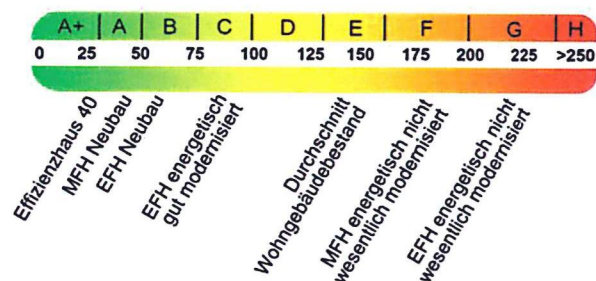 A+ A B C D E F G H
0 25 50 75 100 125 150 175 200 225 >250
Effizienzhaus 40
MFH Neubau
EFH Neubau
EFH energetisch
gut modernisiert
Durchschnitt
Wohngebäudebestand
MFH energetisch nicht
wesentlich modernisiert
EFH energetisch nicht
wesentlich modernisiert